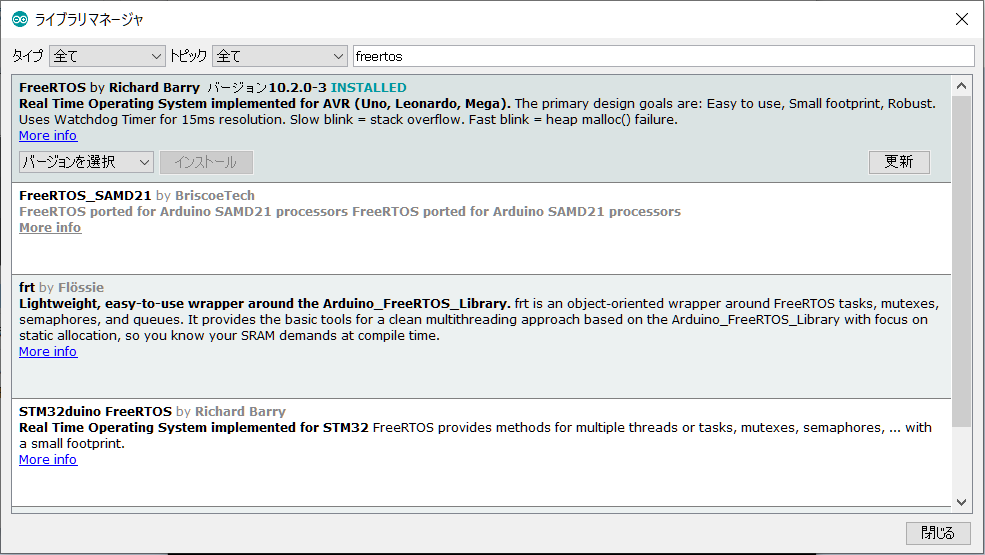 ライブラリマネージャ
タイプ 全て トピック 全て freertos
FreeRTOS by Richard Barry バージョン10.2.0-3 INSTALLED
Real Time Operating System implemented for AVR (Uno, Leonardo, Mega). The primary design goals are: Easy to use, Small footprint, Robust.
Uses Watchdog Timer for 15ms resolution. Slow blink = stack overflow. Fast blink = heap malloc() failure.
More info
バージョンを選択 インストール 更新
FreeRTOS_SAMD21 by BriscoeTech
FreeRTOS ported for Arduino SAMD21 processors FreeRTOS ported for Arduino SAMD21 processors
More info
frt by Flössie
Lightweight, easy-to-use wrapper around the Arduino_FreeRTOS_Library. frt is an object-oriented wrapper around FreeRTOS tasks, mutexes,
semaphores, and queues. It provides the basic tools for a clean multithreading approach based on the Arduino_FreeRTOS_Library with focus on
static allocation, so you know your SRAM demands at compile time.
More info
STM32duino FreeRTOS by Richard Barry
Real Time Operating System implemented for STM32 FreeRTOS provides methods for multiple threads or tasks, mutexes, semaphores, ... with
a small footprint.
More info
閉じる